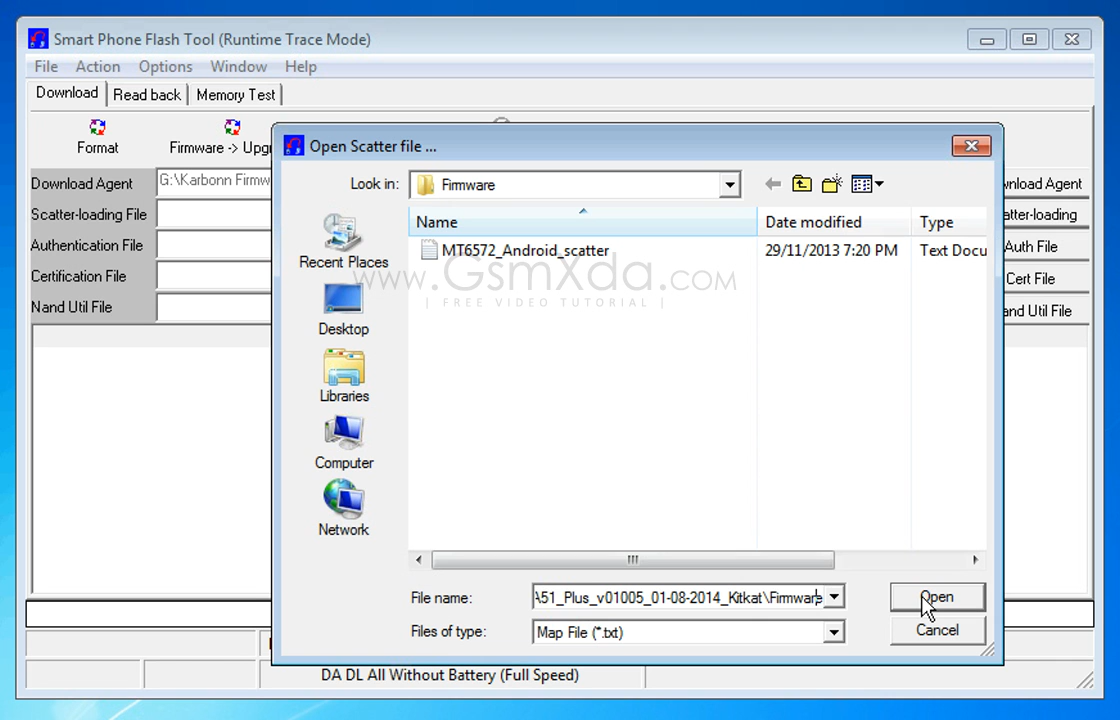 Smart Phone Flash Tool (Runtime Trace Mode)
File Action Options Window Help
Download Read back Memory Test
Format Firmware -> Upgr
Open Scatter file ...
Download Agent G:\Karbonn Firmw
Scatter-loading File
Authentication File
Certification File
Nand Util File
nload Agent
atter-loading
Auth File
Cert File
and Util File
Look in: Firmware
Name Date modified Type
MT6572_Android_scatter 29/11/2013 7:20 PM Text Docu
Recent Places
Desktop
Libraries
Computer
Network
www.GsmXda.com
| FREE VIDEO TUTORIAL |
File name: A51_Plus_v01005_01-08-2014_Kitkat\Firmware
Open
Files of type: Map File (*.txt)
Cancel
DA DL All Without Battery (Full Speed)